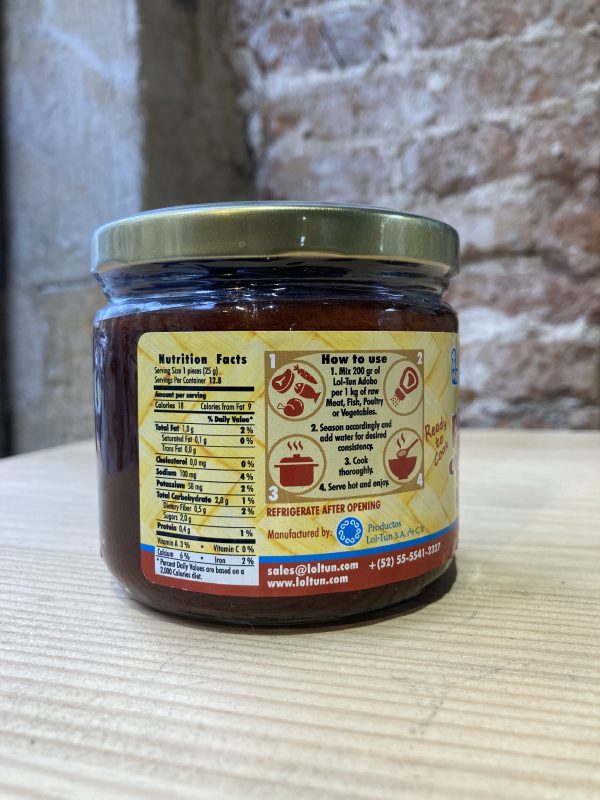 Nutrition Facts
Serving Size 1 pieces (25 g)
Servings Per Container 12.8
Amount per serving
Calories 18 Calories from Fat 9
% Daily Value*
Total Fat 1,0 g 2 %
Saturated Fat 0,1 g 0 %
Trans Fat 0,0 g
Cholesterol 0,0 mg 0 %
Sodium 100 mg 4 %
Potassium 58 mg 2 %
Total Carbohydrate 2,0 g 1 %
Dietary Fiber 0,5 g 2 %
Sugars 2,0 g
Protein 0,4 g 1 %
Vitamin A 3 % • Vitamin C 0 %
Calcium 6 % • Iron 2 %
* Percent Daily Values are based on a
2,000 Calories diet.
1
2
3
4
How to use
1. Mix 200 gr of
Lol-Tun Adobo
per 1 kg of raw
Meat, Fish, Poultry
or Vegetables.
2. Season accordingly and
add water for desired
consistency.
3. Cook
thoroughly.
4. Serve hot and enjoy.
REFRIGERATE AFTER OPENING
Manufactured by: Productos
Lol-Tun S.A. de C.V.
sales@loltun.com +(52) 55-5541-2327
www.loltun.com
Ready
to